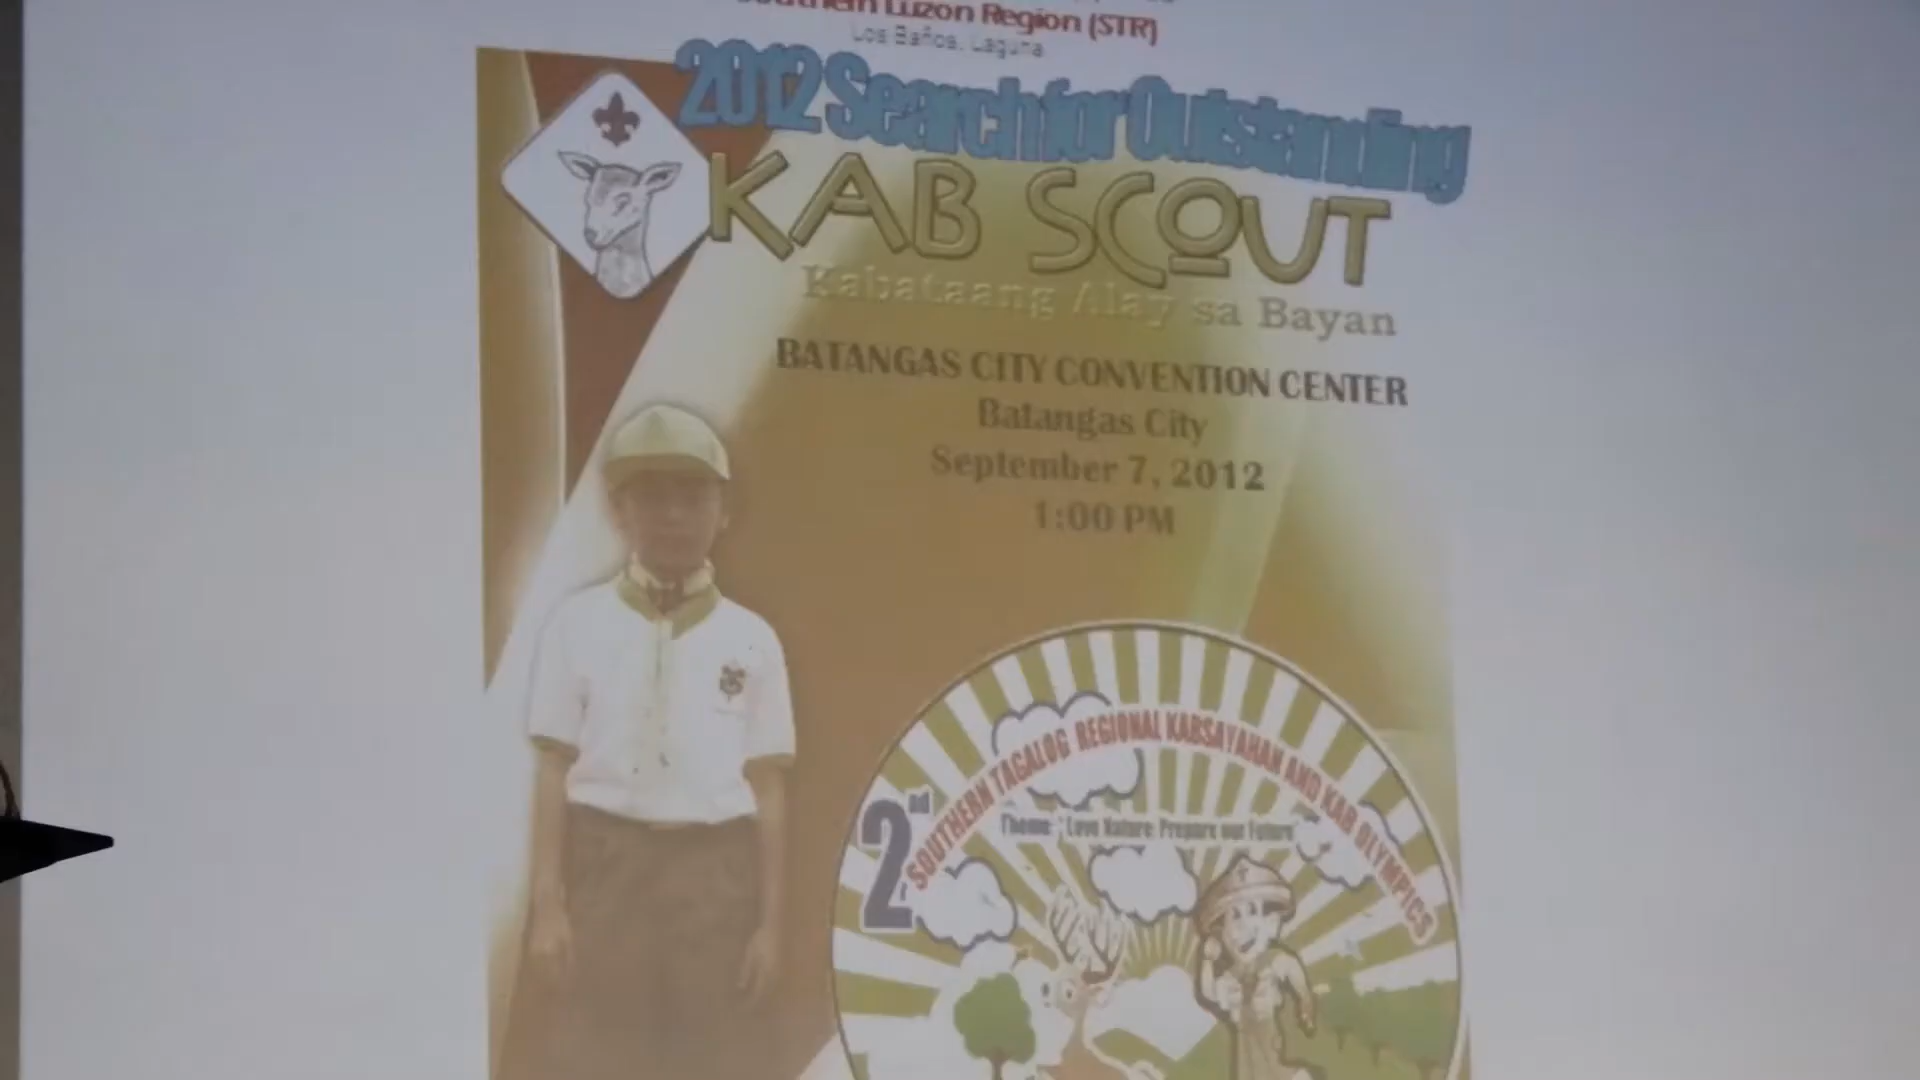 Southern Luzon Region (STR)
Los Baños, Laguna
2012 Search for Outstanding
KAB SCOUT
Kabataang Alay sa Bayan
BATANGAS CITY CONVENTION CENTER
Batangas City
September 7, 2012
1:00 PM
2nd
SOUTHERN TAGALOG REGIONAL KABSAYAHAN AND KAB OLYMPICS
Theme: "Love Nature: Prepare our Future